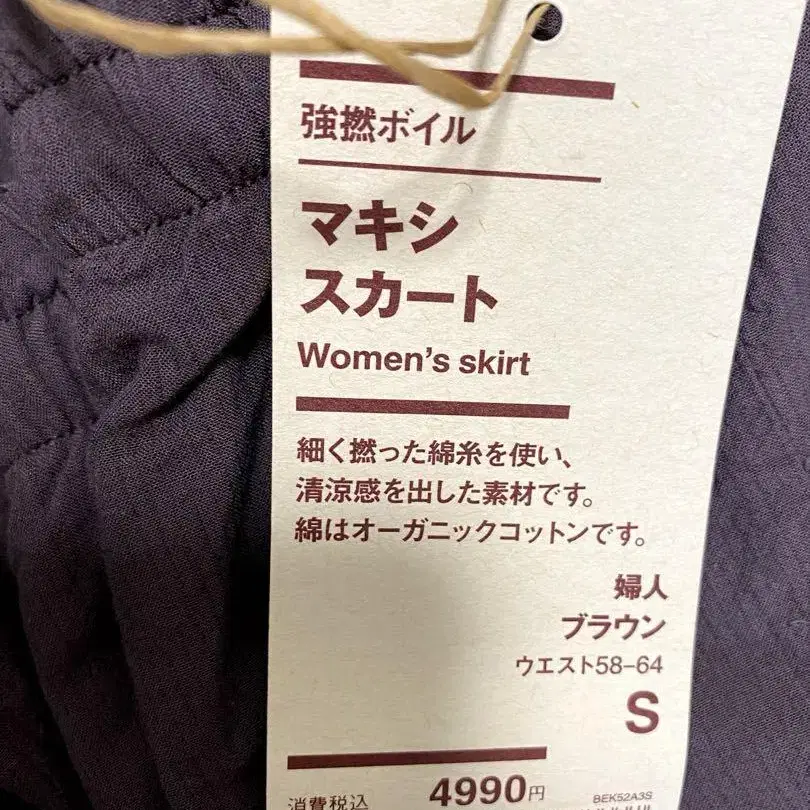 強撚ボイル
マキシ
スカート
Women's skirt
細く撚った綿糸を使い、
清涼感を出した素材です。
綿はオーガニックコットンです。
婦人
ブラウン
ウエスト58–64
S
消費税込 4990円
BEK52A3S